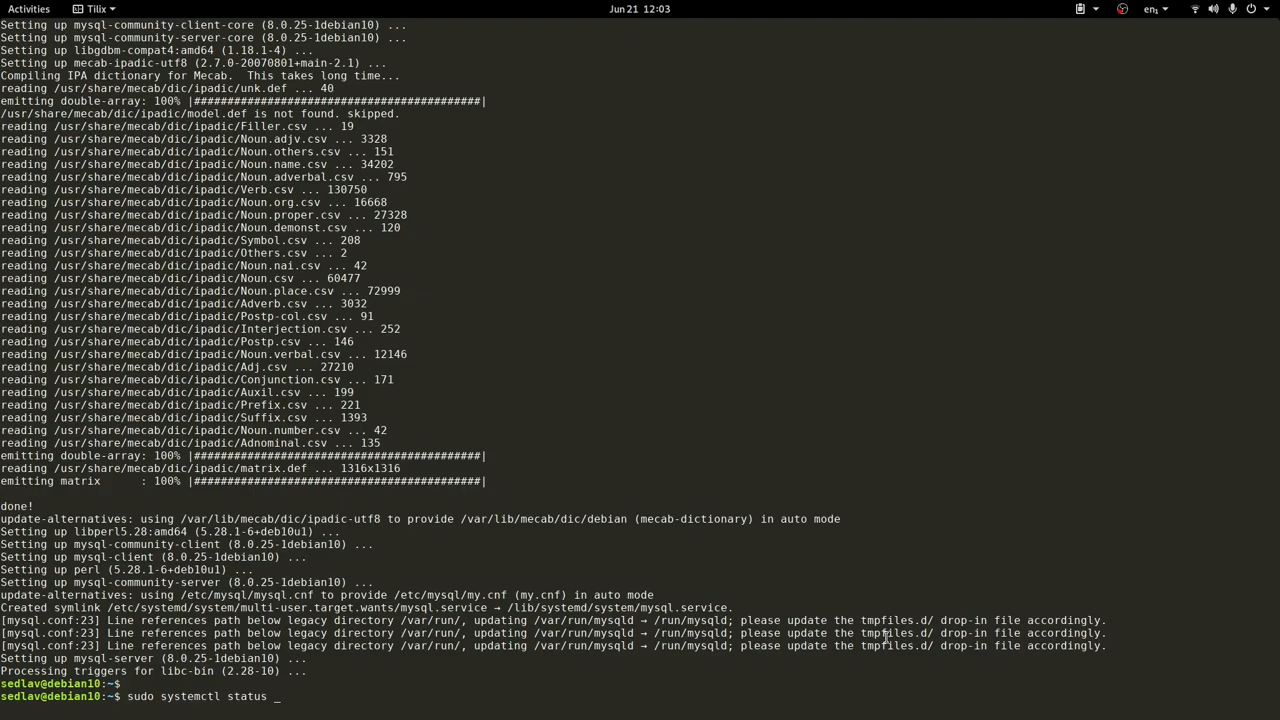 Activities Tilix Jun 21 12:03 en₁
Setting up mysql-community-client-core (8.0.25-1debian10) ...
Setting up mysql-community-server-core (8.0.25-1debian10) ...
Setting up libgdbm-compat4:amd64 (1.18.1-4) ...
Setting up mecab-ipadic-utf8 (2.7.0-20070801+main-2.1) ...
Compiling IPA dictionary for Mecab.  This takes long time...
reading /usr/share/mecab/dic/ipadic/unk.def ... 40
emitting double-array: 100% |###########################################|
/usr/share/mecab/dic/ipadic/model.def is not found. skipped.
reading /usr/share/mecab/dic/ipadic/Filler.csv ... 19
reading /usr/share/mecab/dic/ipadic/Noun.adjv.csv ... 3328
reading /usr/share/mecab/dic/ipadic/Noun.others.csv ... 151
reading /usr/share/mecab/dic/ipadic/Noun.name.csv ... 34202
reading /usr/share/mecab/dic/ipadic/Noun.adverbal.csv ... 795
reading /usr/share/mecab/dic/ipadic/Verb.csv ... 130750
reading /usr/share/mecab/dic/ipadic/Noun.org.csv ... 16668
reading /usr/share/mecab/dic/ipadic/Noun.proper.csv ... 27328
reading /usr/share/mecab/dic/ipadic/Noun.demonst.csv ... 120
reading /usr/share/mecab/dic/ipadic/Symbol.csv ... 208
reading /usr/share/mecab/dic/ipadic/Others.csv ... 2
reading /usr/share/mecab/dic/ipadic/Noun.nai.csv ... 42
reading /usr/share/mecab/dic/ipadic/Noun.csv ... 60477
reading /usr/share/mecab/dic/ipadic/Noun.place.csv ... 72999
reading /usr/share/mecab/dic/ipadic/Adverb.csv ... 3032
reading /usr/share/mecab/dic/ipadic/Postp-col.csv ... 91
reading /usr/share/mecab/dic/ipadic/Interjection.csv ... 252
reading /usr/share/mecab/dic/ipadic/Postp.csv ... 146
reading /usr/share/mecab/dic/ipadic/Noun.verbal.csv ... 12146
reading /usr/share/mecab/dic/ipadic/Adj.csv ... 27210
reading /usr/share/mecab/dic/ipadic/Conjunction.csv ... 171
reading /usr/share/mecab/dic/ipadic/Auxil.csv ... 199
reading /usr/share/mecab/dic/ipadic/Prefix.csv ... 221
reading /usr/share/mecab/dic/ipadic/Suffix.csv ... 1393
reading /usr/share/mecab/dic/ipadic/Noun.number.csv ... 42
reading /usr/share/mecab/dic/ipadic/Adnominal.csv ... 135
emitting double-array: 100% |###########################################|
reading /usr/share/mecab/dic/ipadic/matrix.def ... 1316x1316
emitting matrix      : 100% |###########################################|
done!
update-alternatives: using /var/lib/mecab/dic/ipadic-utf8 to provide /var/lib/mecab/dic/debian (mecab-dictionary) in auto mode
Setting up libperl5.28:amd64 (5.28.1-6+deb10u1) ...
Setting up mysql-community-client (8.0.25-1debian10) ...
Setting up mysql-client (8.0.25-1debian10) ...
Setting up perl (5.28.1-6+deb10u1) ...
Setting up mysql-community-server (8.0.25-1debian10) ...
update-alternatives: using /etc/mysql/mysql.cnf to provide /etc/mysql/my.cnf (my.cnf) in auto mode
Created symlink /etc/systemd/system/multi-user.target.wants/mysql.service → /lib/systemd/system/mysql.service.
[mysql.conf:23] Line references path below legacy directory /var/run/, updating /var/run/mysqld → /run/mysqld; please update the tmpfiles.d/ drop-in file accordingly.
[mysql.conf:23] Line references path below legacy directory /var/run/, updating /var/run/mysqld → /run/mysqld; please update the tmpfiles.d/ drop-in file accordingly.
[mysql.conf:23] Line references path below legacy directory /var/run/, updating /var/run/mysqld → /run/mysqld; please update the tmpfiles.d/ drop-in file accordingly.
Setting up mysql-server (8.0.25-1debian10) ...
Processing triggers for libc-bin (2.28-10) ...
sedlav@debian10:~$
sedlav@debian10:~$ sudo systemctl status _